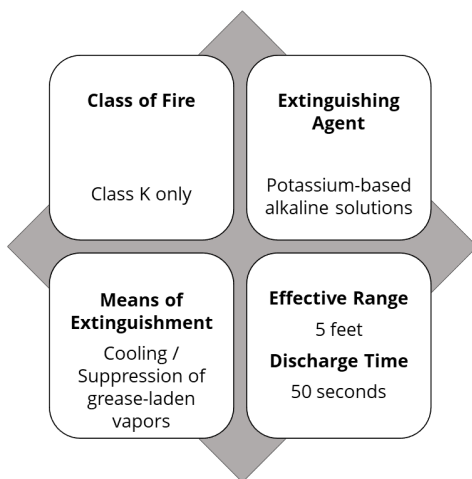 Class of Fire
Class K only
Extinguishing
Agent
Potassium-based
alkaline solutions
Means of
Extinguishment
Cooling /
Suppression of
grease-laden
vapors
Effective Range
5 feet
Discharge Time
50 seconds